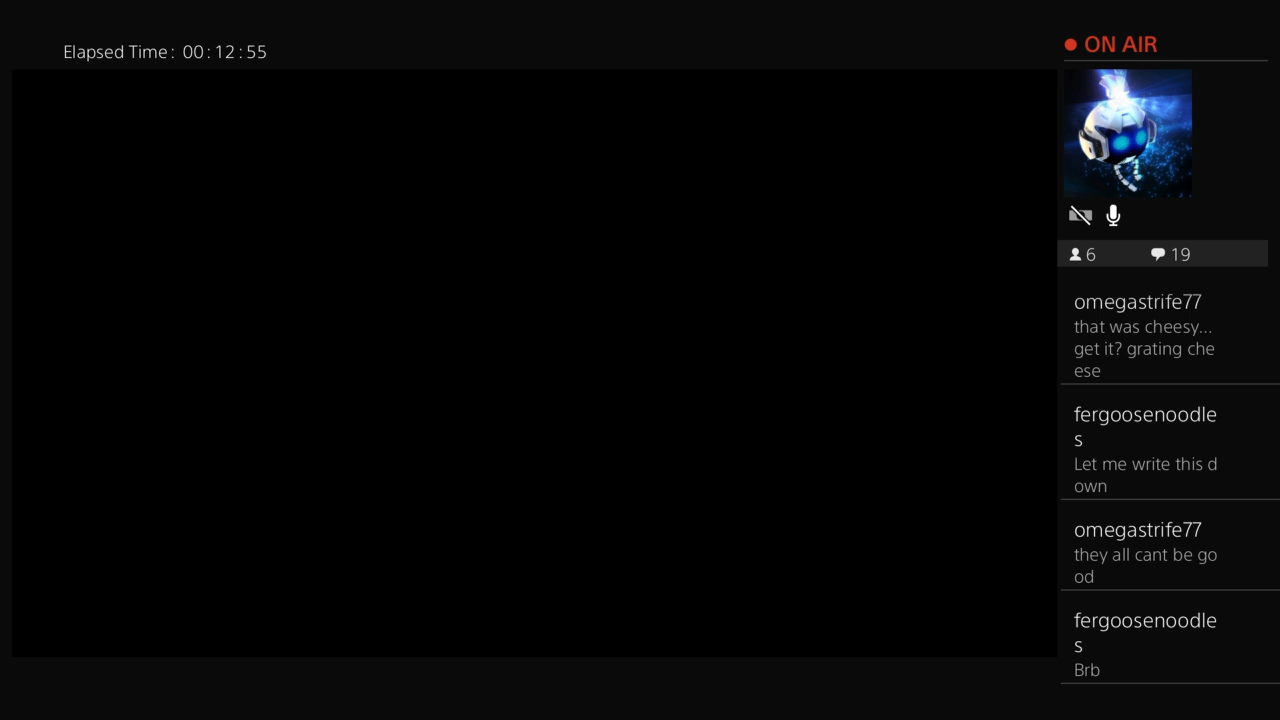 Elapsed Time: 00:12:55
ON AIR
6 19
omegastrife77
that was cheesy...
get it? grating che
ese
fergoosenoodle
s
Let me write this d
own
omegastrife77
they all cant be go
od
fergoosenoodle
s
Brb